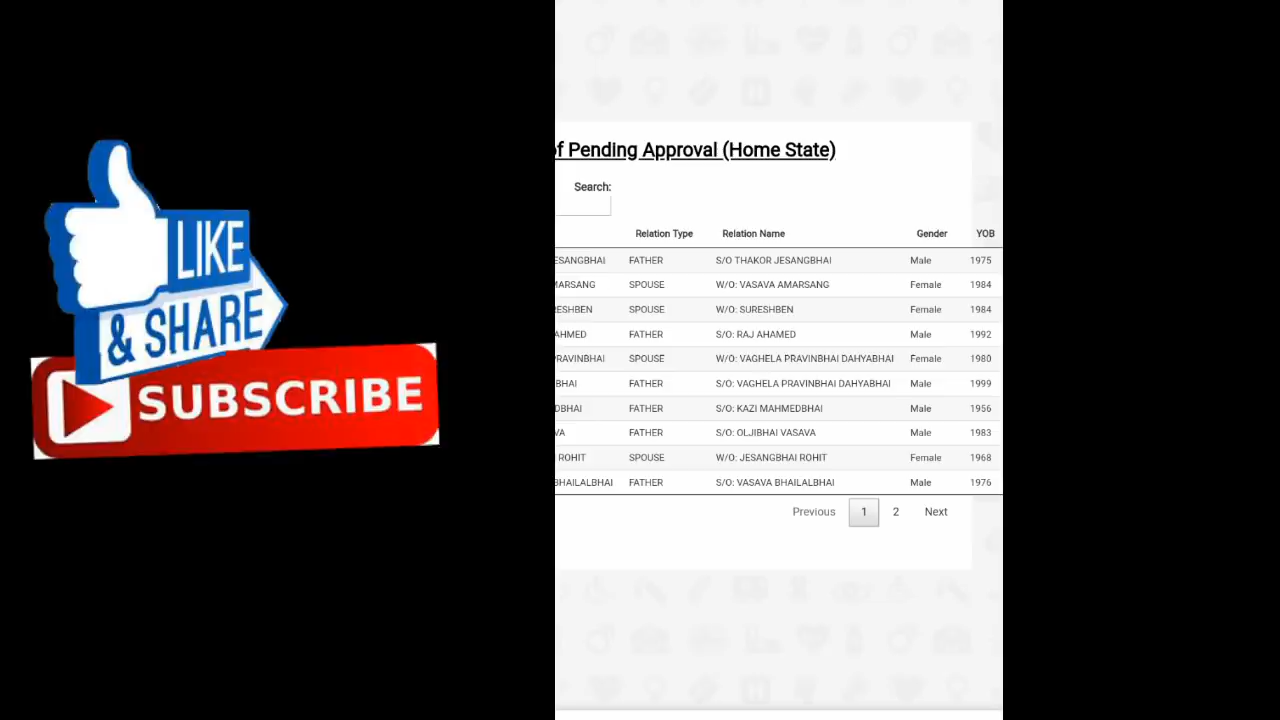 LIKE
& SHARE
SUBSCRIBE
of Pending Approval (Home State)
Search:
Relation Type Relation Name Gender YOB
ESANGBHAI FATHER S/O THAKOR JESANGBHAI Male 1975
MARSANG SPOUSE W/O: VASAVA AMARSANG Female 1984
RESHBEN SPOUSE W/O: SURESHBEN Female 1984
AHMED FATHER S/O: RAJ AHAMED Male 1992
PRAVINBHAI SPOUSE W/O: VAGHELA PRAVINBHAI DAHYABHAI Female 1980
BHAI FATHER S/O: VAGHELA PRAVINBHAI DAHYABHAI Male 1999
DBHAI FATHER S/O: KAZI MAHMEDBHAI Male 1956
VA FATHER S/O: OLJIBHAI VASAVA Male 1983
ROHIT SPOUSE W/O: JESANGBHAI ROHIT Female 1968
BHAILALBHAI FATHER S/O: VASAVA BHAILALBHAI Male 1976
Previous 1 2 Next